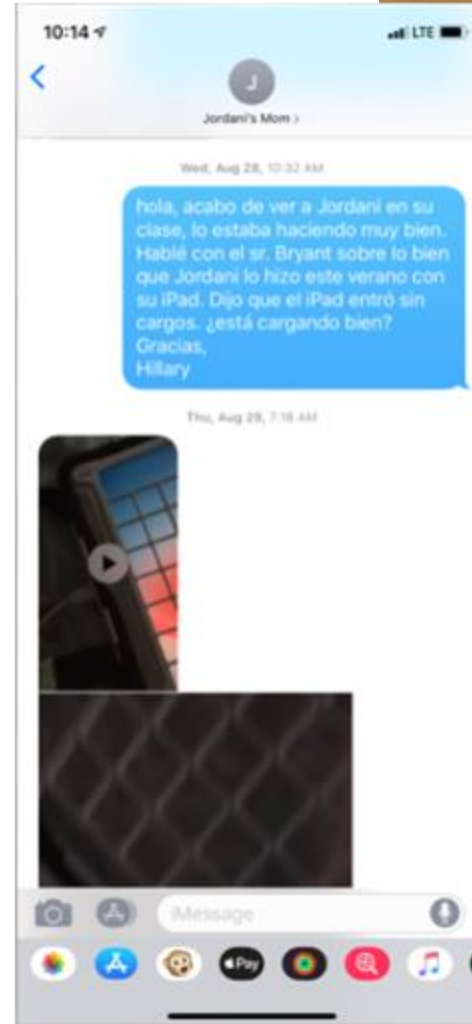 10:14
LTE
J
Jordani's Mom >
Wed, Aug 28, 10:32 AM
hola, acabo de ver a Jordani en su
clase, lo estaba haciendo muy bien.
Hablé con el sr. Bryant sobre lo bien
que Jordani lo hizo este verano con
su iPad. Dijo que el iPad entró sin
cargos. ¿está cargando bien?
Gracias,
Hillary
Thu, Aug 29, 7:18 AM
iMessage
Pay